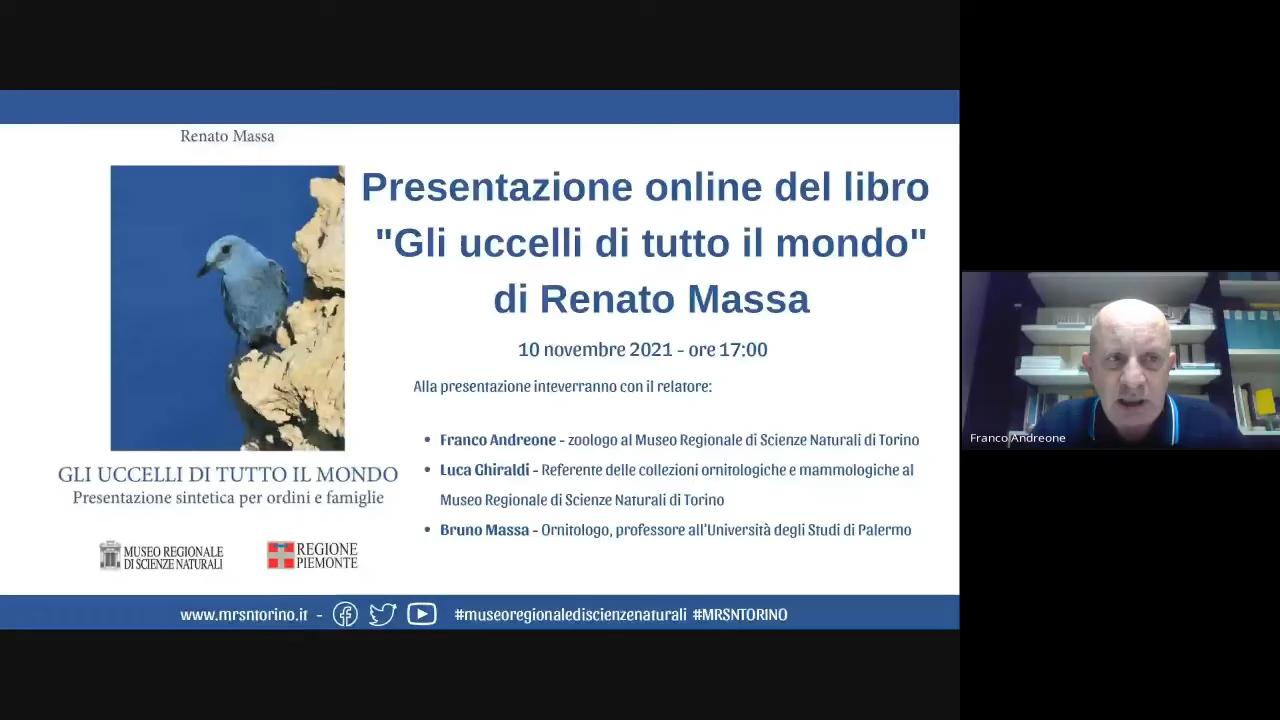 Renato Massa
Presentazione online del libro
"Gli uccelli di tutto il mondo"
di Renato Massa
10 novembre 2021 - ore 17:00
Alla presentazione inteverranno con il relatore:
• Franco Andreone - zoologo al Museo Regionale di Scienze Naturali di Torino
• Luca Ghiraldi - Referente delle collezioni ornitologiche e mammologiche al
Museo Regionale di Scienze Naturali di Torino
• Bruno Massa - Ornitologo, professore all'Università degli Studi di Palermo
GLI UCCELLI DI TUTTO IL MONDO
Presentazione sintetica per ordini e famiglie
MUSEO REGIONALE
DI SCIENZE NATURALI
REGIONE
PIEMONTE
www.mrsntorino.it -
#museoregionalediscienzenaturali #MRSNTORINO
Franco Andreone